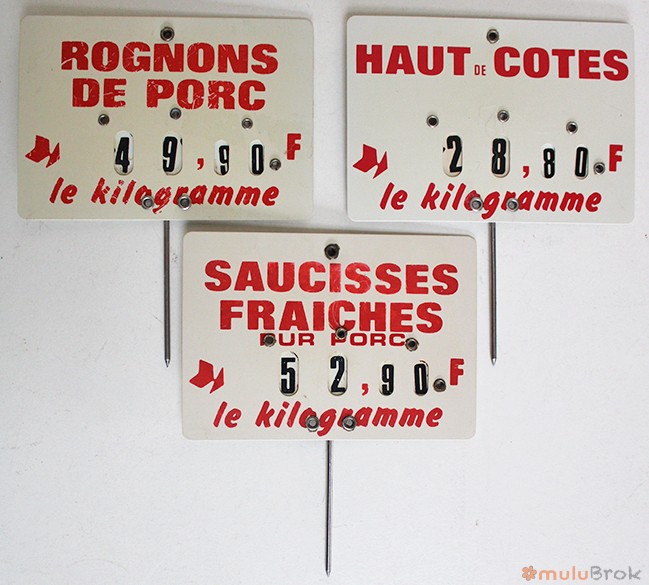 ROGNONS
DE PORC
49,90 F
le kilogramme
HAUT DE COTES
28,80 F
le kilogramme
SAUCISSES
FRAICHES
PUR PORC
52,90 F
le kilogramme
muluBrok